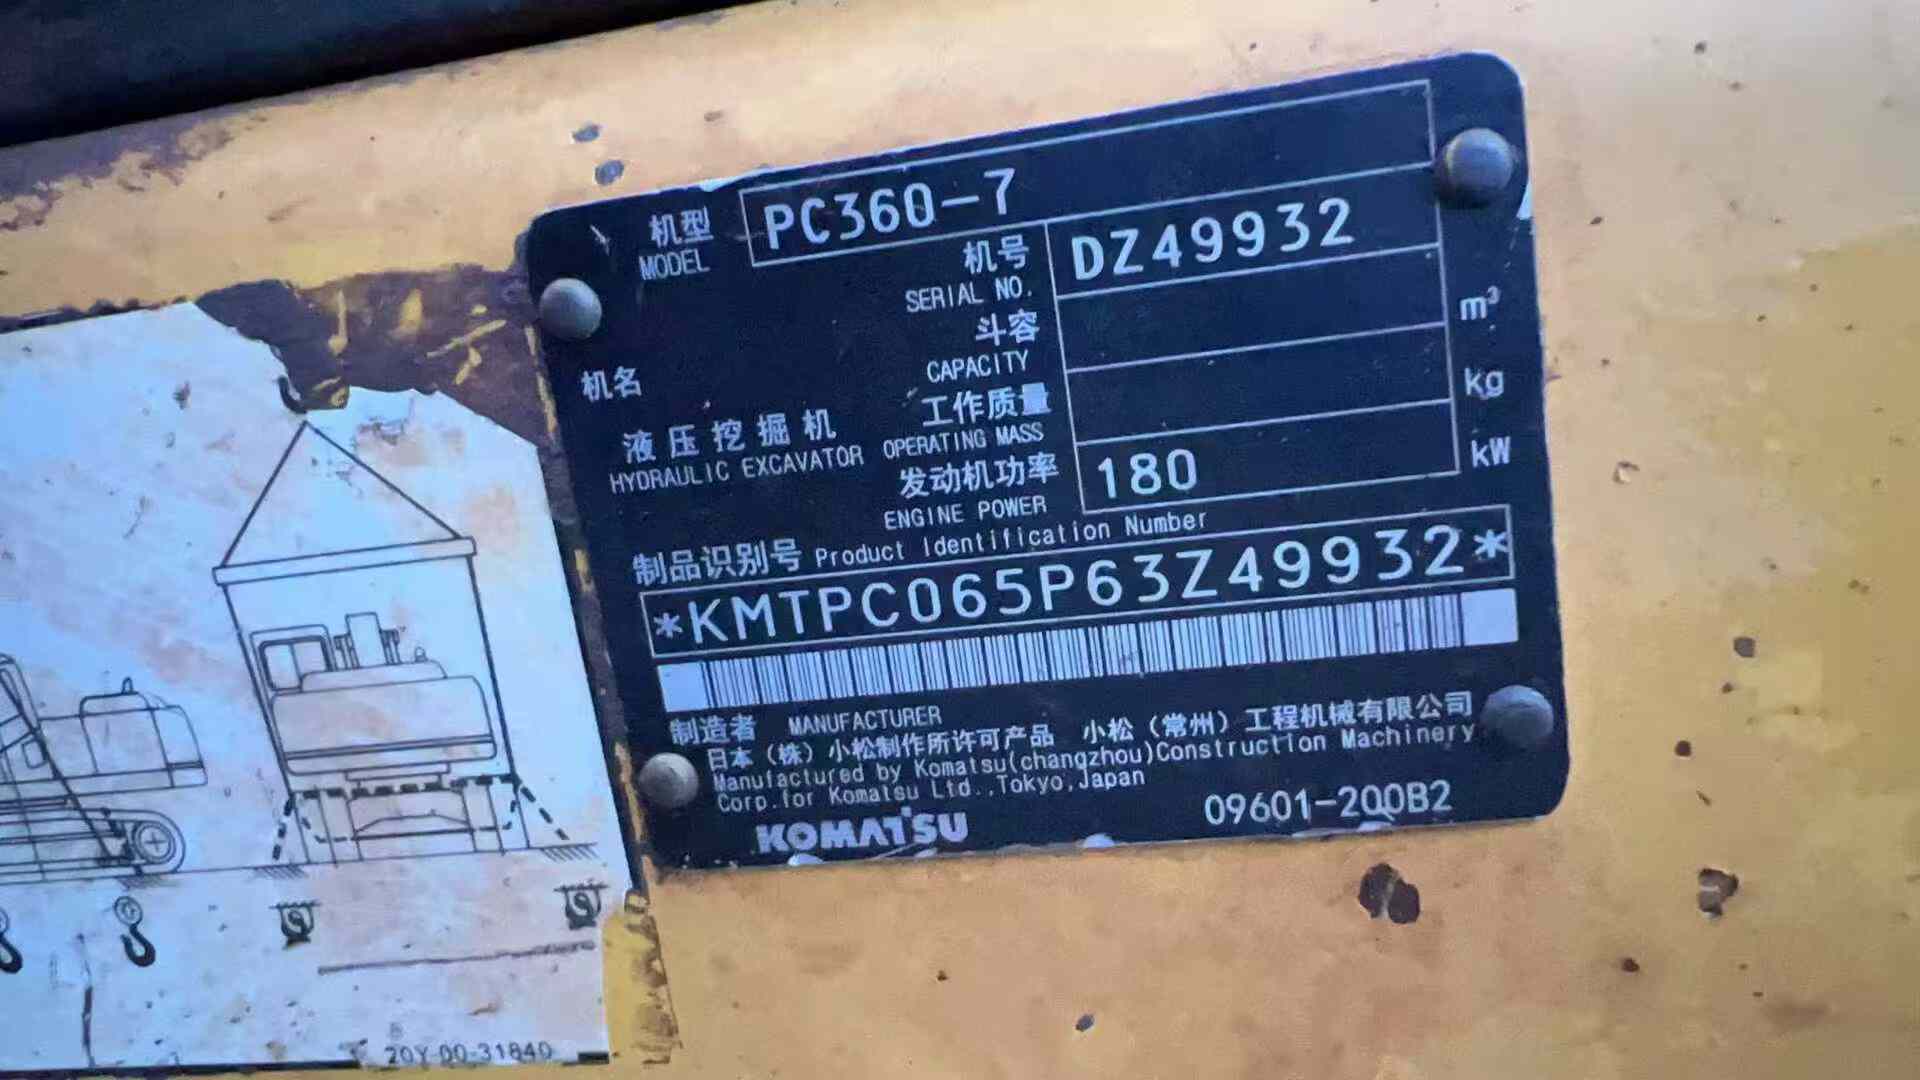 机型 PC360-7
MODEL
机号 DZ49932
SERIAL NO.
斗容 m³
CAPACITY
机名
工作质量 kg
液压挖掘机 OPERATING MASS
HYDRAULIC EXCAVATOR
发动机功率 180 kW
ENGINE POWER
制品识别号 Product Identification Number
*KMTPC065P63Z49932*
制造者 MANUFACTURER
日本（株）小松制作所许可产品 小松（常州）工程机械有限公司
Manufactured by Komatsu(changzhou)Construction Machinery
Corp.for Komatsu Ltd.,Tokyo,Japan
KOMATSU 09601-200B2
20Y-00-31840